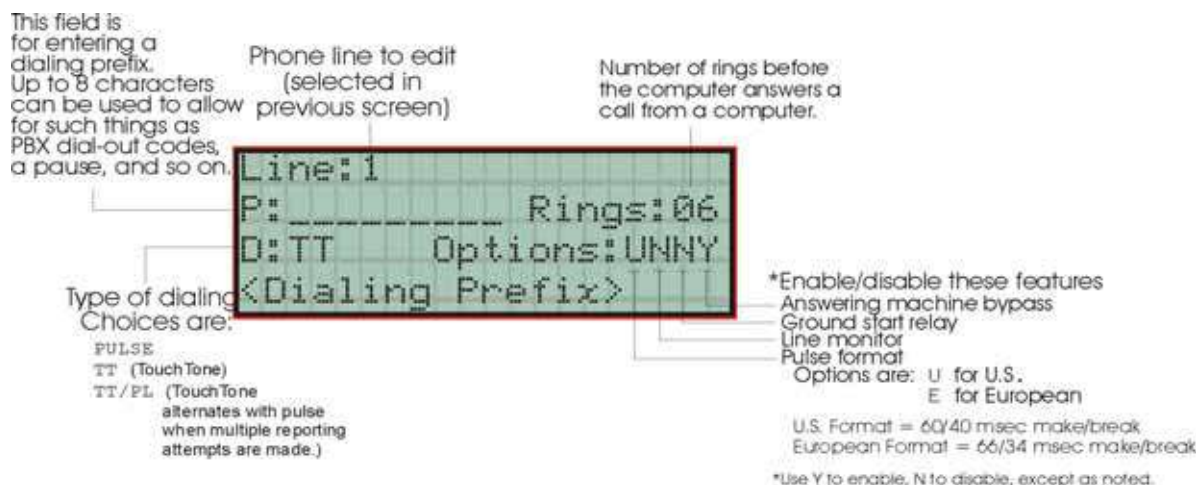 This field is
for entering a
dialing prefix.
Up to 8 characters
can be used to allow
for such things as
PBX dial-out codes,
a pause, and so on.
Phone line to edit
(selected in
previous screen)
Number of rings before
the computer answers a
call from a computer.
Line:1
P:_________ Rings:06
D:TT Options:UNNY
<Dialing Prefix>
Type of dialing
Choices are:
PULSE
TT (TouchTone)
TT/PL (TouchTone
alternates with pulse
when multiple reporting
attempts are made.)
*Enable/disable these features
Answering machine bypass
Ground start relay
Line monitor
Pulse format
Options are: U for U.S.
E for European
U.S. Format = 60/40 msec make/break
European Format = 66/34 msec make/break
*Use Y to enable, N to disable, except as noted.